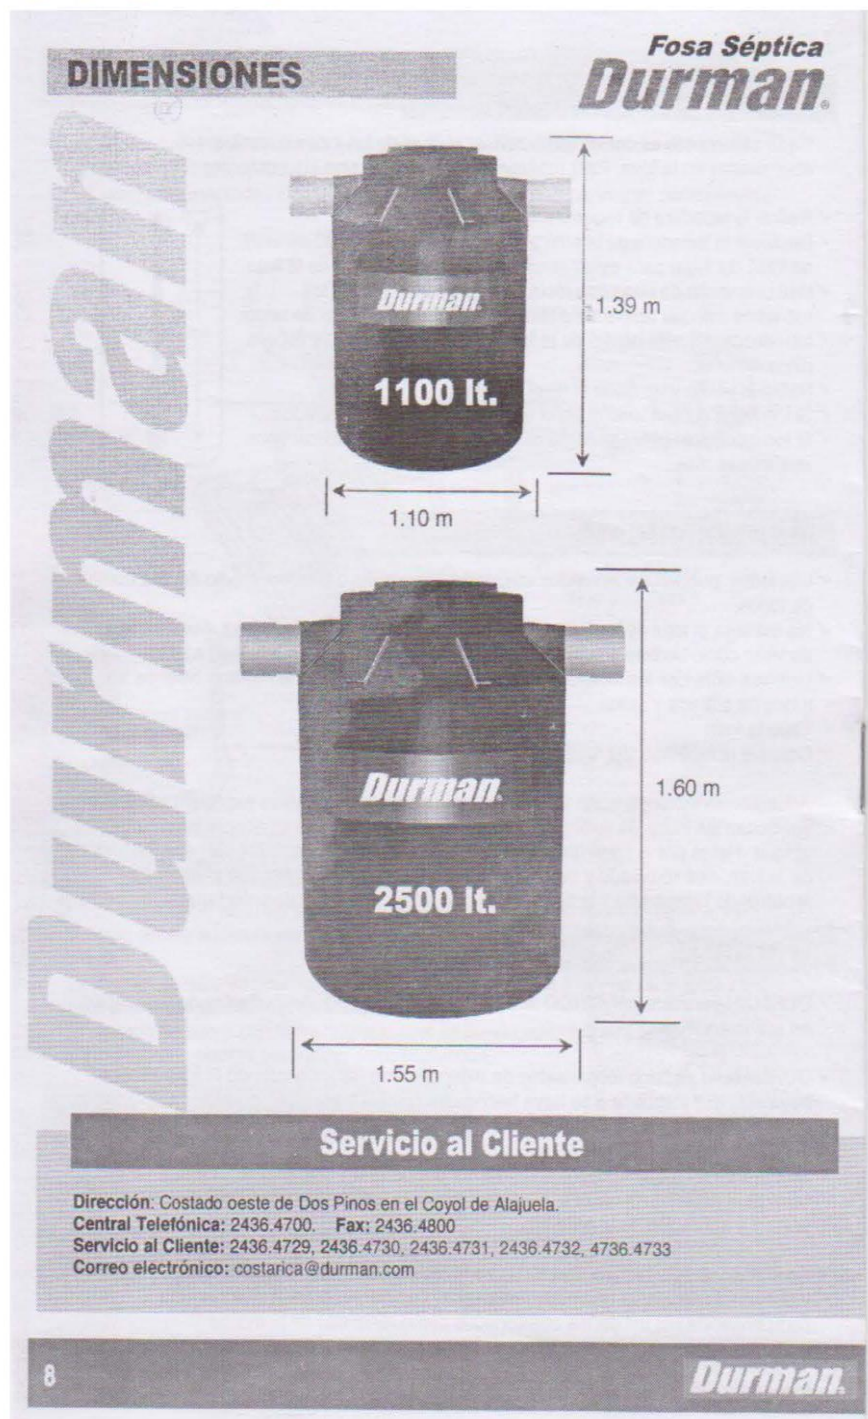 DIMENSIONES
Fosa Séptica
Durman®
Durman
Durman®
1100 lt.
1.39 m
1.10 m
Durman®
2500 lt.
1.60 m
1.55 m
Servicio al Cliente
Dirección: Costado oeste de Dos Pinos en el Coyol de Alajuela.
Central Telefónica: 2436.4700. Fax: 2436.4800
Servicio al Cliente: 2436.4729, 2436.4730, 2436.4731, 2436.4732, 4736.4733
Correo electrónico: costarica@durman.com
8
Durman®